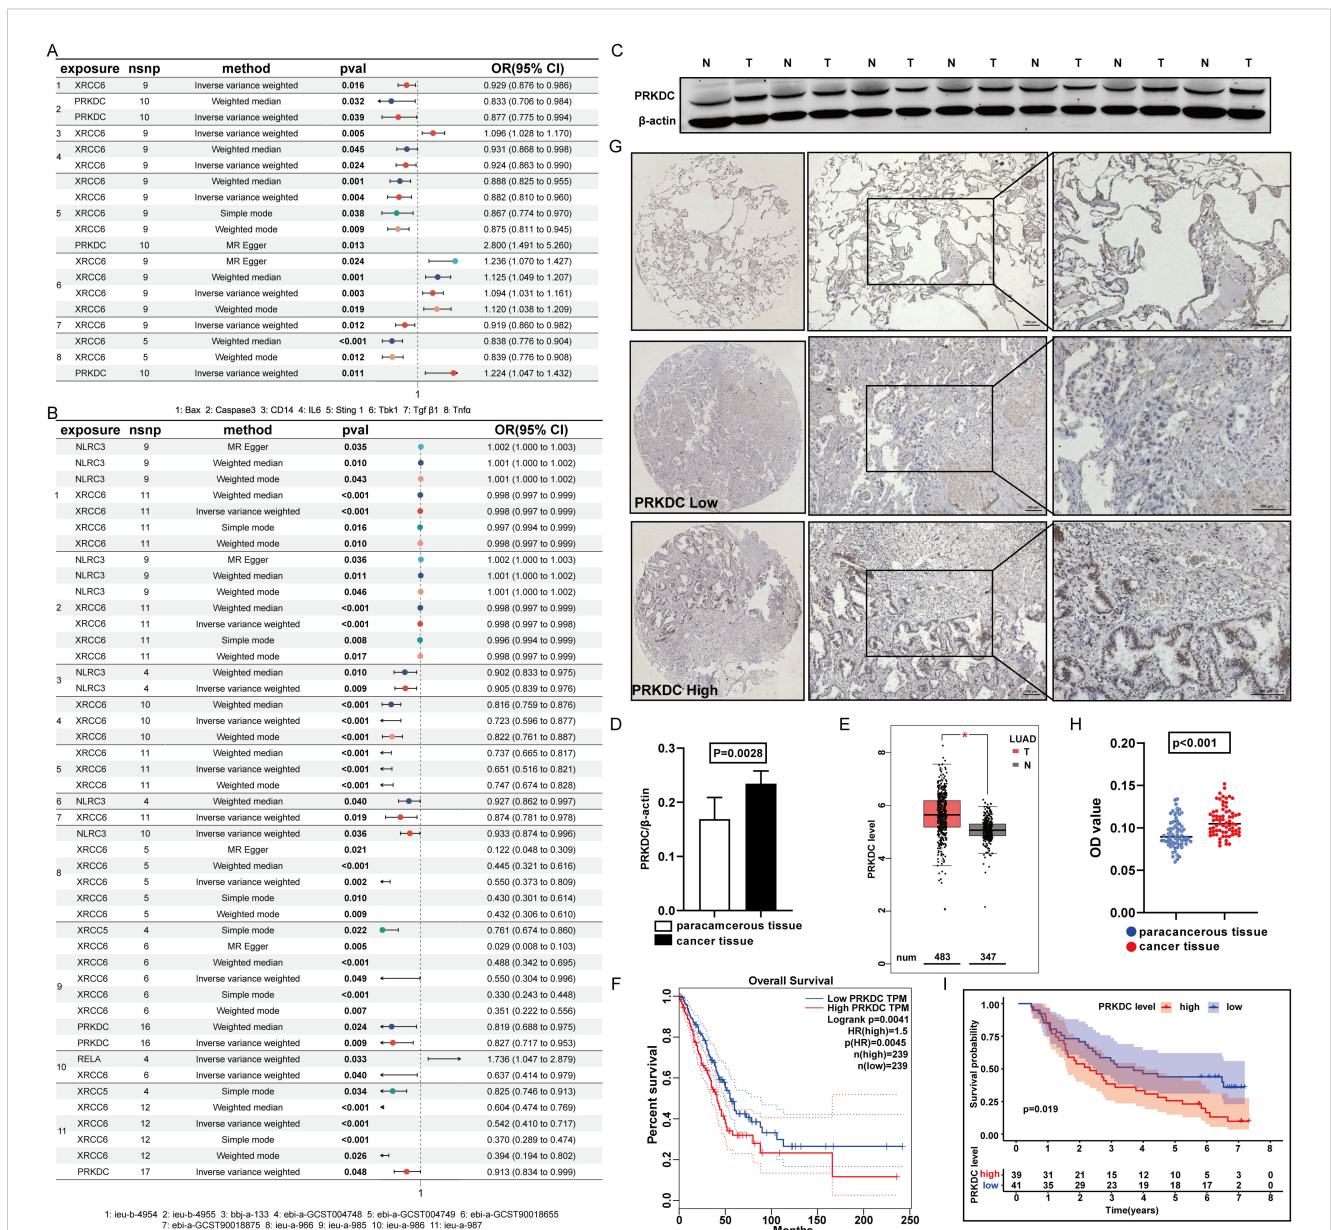 A
exposure nsnp method pval OR(95% CI)
1 XRCC6 9 Inverse variance weighted 0.016 0.929 (0.876 to 0.986)
2 PRKDC 10 Weighted median 0.032 0.833 (0.706 to 0.984)
PRKDC 10 Inverse variance weighted 0.039 0.877 (0.775 to 0.994)
3 XRCC6 9 Inverse variance weighted 0.005 1.096 (1.028 to 1.170)
4 XRCC6 9 Weighted median 0.045 0.931 (0.868 to 0.998)
XRCC6 9 Inverse variance weighted 0.024 0.924 (0.863 to 0.990)
5 XRCC6 9 Weighted median 0.001 0.888 (0.825 to 0.955)
XRCC6 9 Inverse variance weighted 0.004 0.882 (0.810 to 0.960)
XRCC6 9 Simple mode 0.038 0.867 (0.774 to 0.970)
XRCC6 9 Weighted mode 0.009 0.875 (0.811 to 0.945)
PRKDC 10 MR Egger 0.013 2.800 (1.491 to 5.260)
6 XRCC6 9 MR Egger 0.024 1.236 (1.070 to 1.427)
XRCC6 9 Weighted median 0.001 1.125 (1.049 to 1.207)
XRCC6 9 Inverse variance weighted 0.003 1.094 (1.031 to 1.161)
XRCC6 9 Weighted mode 0.019 1.120 (1.038 to 1.209)
7 XRCC6 9 Inverse variance weighted 0.012 0.919 (0.860 to 0.982)
8 XRCC6 5 Weighted median <0.001 0.838 (0.776 to 0.904)
XRCC6 5 Weighted mode 0.012 0.839 (0.776 to 0.908)
PRKDC 10 Inverse variance weighted 0.011 1.224 (1.047 to 1.432)
1
1: Bax 2: Caspase3 3: CD14 4: IL6 5: Sting 1 6: Tbk1 7: Tgf β1 8: Tnfα
B
exposure nsnp method pval OR(95% CI)
1 NLRC3 9 MR Egger 0.035 1.002 (1.000 to 1.003)
NLRC3 9 Weighted median 0.010 1.001 (1.000 to 1.002)
NLRC3 9 Weighted mode 0.043 1.001 (1.000 to 1.002)
XRCC6 11 Weighted median <0.001 0.998 (0.997 to 0.999)
XRCC6 11 Inverse variance weighted <0.001 0.998 (0.997 to 0.999)
XRCC6 11 Simple mode 0.016 0.997 (0.994 to 0.999)
XRCC6 11 Weighted mode 0.010 0.998 (0.997 to 0.999)
2 NLRC3 9 MR Egger 0.036 1.002 (1.000 to 1.003)
NLRC3 9 Weighted median 0.011 1.001 (1.000 to 1.002)
NLRC3 9 Weighted mode 0.046 1.001 (1.000 to 1.002)
XRCC6 11 Weighted median <0.001 0.998 (0.997 to 0.999)
XRCC6 11 Inverse variance weighted <0.001 0.998 (0.997 to 0.998)
XRCC6 11 Simple mode 0.008 0.996 (0.994 to 0.999)
XRCC6 11 Weighted mode 0.017 0.998 (0.997 to 0.999)
3 NLRC3 4 Weighted median 0.010 0.902 (0.833 to 0.975)
NLRC3 4 Inverse variance weighted 0.009 0.905 (0.839 to 0.976)
4 XRCC6 10 Weighted median <0.001 0.816 (0.759 to 0.876)
XRCC6 10 Inverse variance weighted <0.001 0.723 (0.596 to 0.877)
XRCC6 10 Weighted mode <0.001 0.822 (0.761 to 0.887)
5 XRCC6 11 Weighted median <0.001 0.737 (0.665 to 0.817)
XRCC6 11 Inverse variance weighted <0.001 0.651 (0.516 to 0.821)
XRCC6 11 Weighted mode <0.001 0.747 (0.674 to 0.828)
6 NLRC3 4 Weighted median 0.040 0.927 (0.862 to 0.997)
7 XRCC6 11 Inverse variance weighted 0.019 0.874 (0.781 to 0.978)
8 NLRC3 10 Inverse variance weighted 0.036 0.933 (0.874 to 0.996)
XRCC6 5 MR Egger 0.021 0.122 (0.048 to 0.309)
XRCC6 5 Weighted median <0.001 0.445 (0.321 to 0.616)
XRCC6 5 Inverse variance weighted 0.002 0.550 (0.373 to 0.809)
XRCC6 5 Simple mode 0.010 0.430 (0.301 to 0.614)
XRCC6 5 Weighted mode 0.009 0.432 (0.306 to 0.610)
9 XRCC5 4 Simple mode 0.022 0.761 (0.674 to 0.860)
XRCC6 6 MR Egger 0.005 0.029 (0.008 to 0.103)
XRCC6 6 Weighted median <0.001 0.488 (0.342 to 0.695)
XRCC6 6 Inverse variance weighted 0.049 0.550 (0.304 to 0.996)
XRCC6 6 Simple mode <0.001 0.330 (0.243 to 0.448)
XRCC6 6 Weighted mode 0.007 0.351 (0.222 to 0.556)
PRKDC 16 Weighted median 0.024 0.819 (0.688 to 0.975)
PRKDC 16 Inverse variance weighted 0.009 0.827 (0.717 to 0.953)
10 RELA 4 Inverse variance weighted 0.033 1.736 (1.047 to 2.879)
XRCC6 6 Inverse variance weighted 0.040 0.637 (0.414 to 0.979)
11 XRCC5 4 Simple mode 0.034 0.825 (0.746 to 0.913)
XRCC6 12 Weighted median <0.001 0.604 (0.474 to 0.769)
XRCC6 12 Inverse variance weighted <0.001 0.542 (0.410 to 0.717)
XRCC6 12 Simple mode <0.001 0.370 (0.289 to 0.474)
XRCC6 12 Weighted mode 0.026 0.394 (0.194 to 0.802)
PRKDC 17 Inverse variance weighted 0.048 0.913 (0.834 to 0.999)
1
1: ieu-b-4954 2: ieu-b-4955 3: bbj-a-133 4: ebi-a-GCST004748 5: ebi-a-GCST004749 6: ebi-a-GCST90018655
7: ebi-a-GCST90018875 8: ieu-a-966 9: ieu-a-985 10: ieu-a-986 11: ieu-a-987
C
N T N T N T N T N T N T N T N T
PRKDC
β-actin
G
PRKDC Low
PRKDC High
D
P=0.0028
PRKDC/β-actin
0.3
0.2
0.1
0.0
paracamcerous tissue
cancer tissue
E
LUAD
T
N
*
PRKDC level
8
6
4
2
0
num 483 347
H
p<0.001
OD value
0.20
0.15
0.10
0.05
0.00
paracancerous tissue
cancer tissue
F
Overall Survival
Low PRKDC TPM
High PRKDC TPM
Logrank p=0.0041
HR(high)=1.5
p(HR)=0.0045
n(high)=239
n(low)=239
Percent survival
1.0
0.8
0.6
0.4
0.2
0.0
0 50 100 150 200 250
Months
I
PRKDC level high low
Survival probability
1.00
0.75
0.50
0.25
0.00
p=0.019
0 1 2 3 4 5 6 7 8
PRKDC level
high 39 31 21 15 12 10 5 3 0
low 41 35 29 23 19 18 17 2 0
0 1 2 3 4 5 6 7 8
Time(years)